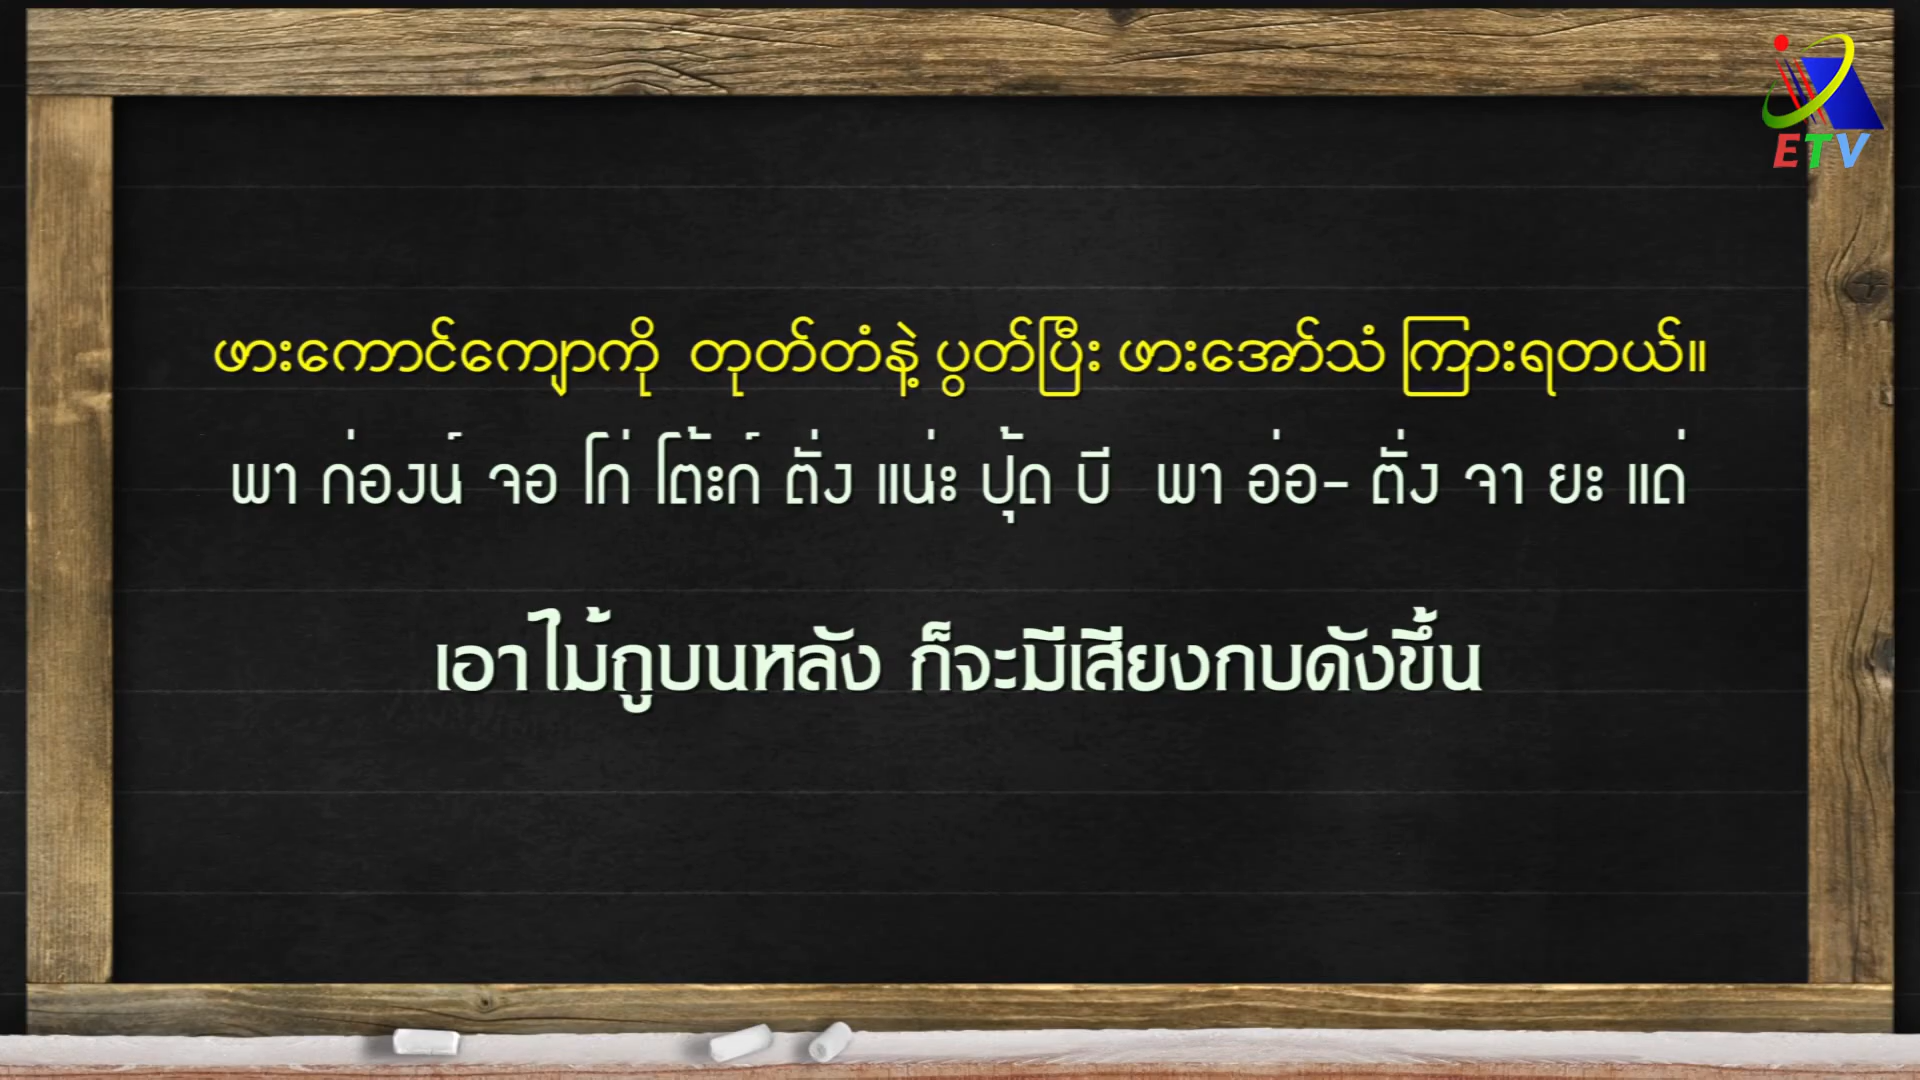 ETV
ဖားကောင်ကျောကို တုတ်တံနဲ့ ပွတ်ပြီး ဖားအော်သံ ကြားရတယ်။
พา ก่องน์ จอ โก่ โต้ะก์ ตั่ง แน่ะ ปุ้ด บี พา อ่อ- ตั่ง จา ยะ แด่
เอาไม้ถูบนหลัง ก็จะมีเสียงกบดังขึ้น